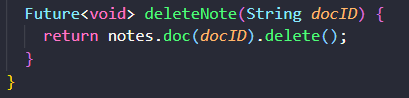 Future<void> deleteNote(String docID) {
return notes.doc(docID).delete();
}
}